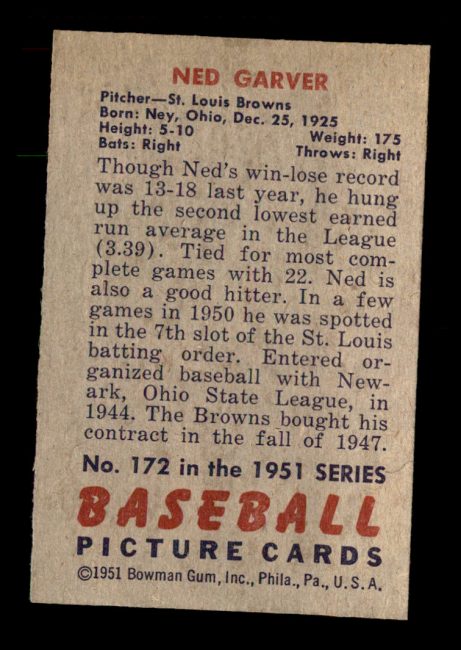 NED GARVER
Pitcher—St. Louis Browns
Born: Ney, Ohio, Dec. 25, 1925
Height: 5-10 Weight: 175
Bats: Right Throws: Right
Though Ned's win-lose record
was 13-18 last year, he hung
up the second lowest earned
run average in the League
(3.39). Tied for most com-
plete games with 22. Ned is
also a good hitter. In a few
games in 1950 he was spotted
in the 7th slot of the St. Louis
batting order. Entered or-
ganized baseball with New-
ark, Ohio State League, in
1944. The Browns bought his
contract in the fall of 1947.
No. 172 in the 1951 SERIES
BASEBALL
PICTURE CARDS
©1951 Bowman Gum, Inc., Phila., Pa., U.S.A.